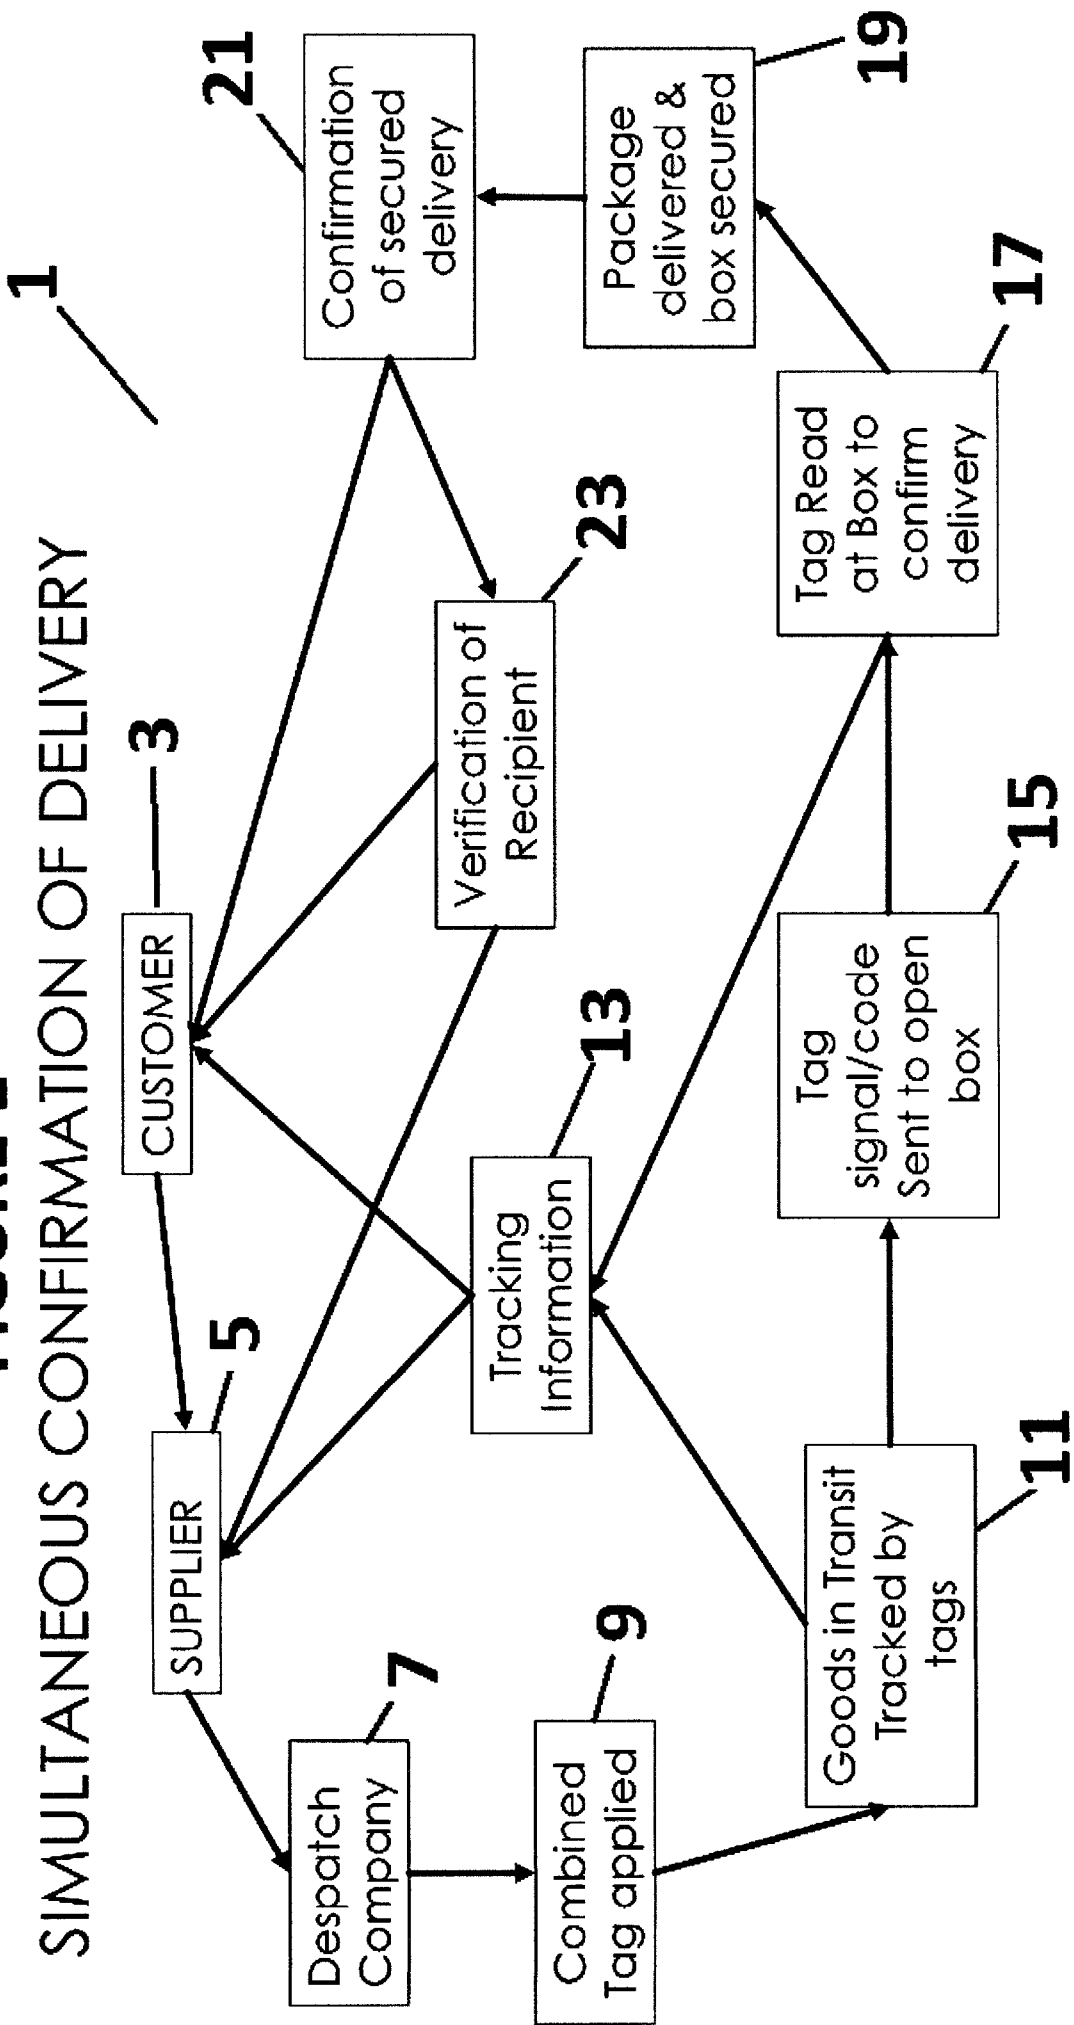 SIMULTANEOUS CONFIRMATION OF DELIVERY
1
CUSTOMER
3
SUPPLIER
5
Despatch
Company
7
Combined
Tag applied
9
Goods in Transit
Tracked by
tags
11
Tracking
Information
13
Tag
signal/code
Sent to open
box
15
Tag Read
at Box to
confirm
delivery
17
Package
delivered &
box secured
19
Confirmation
of secured
delivery
21
Verification of
Recipient
23